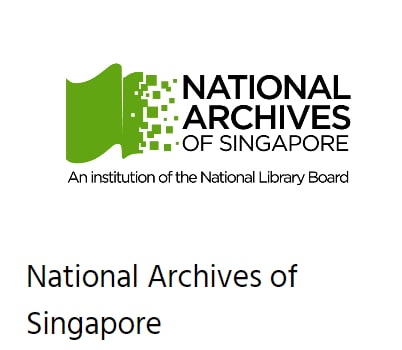 NATIONAL
ARCHIVES
OF SINGAPORE
An institution of the National Library Board
National Archives of
Singapore